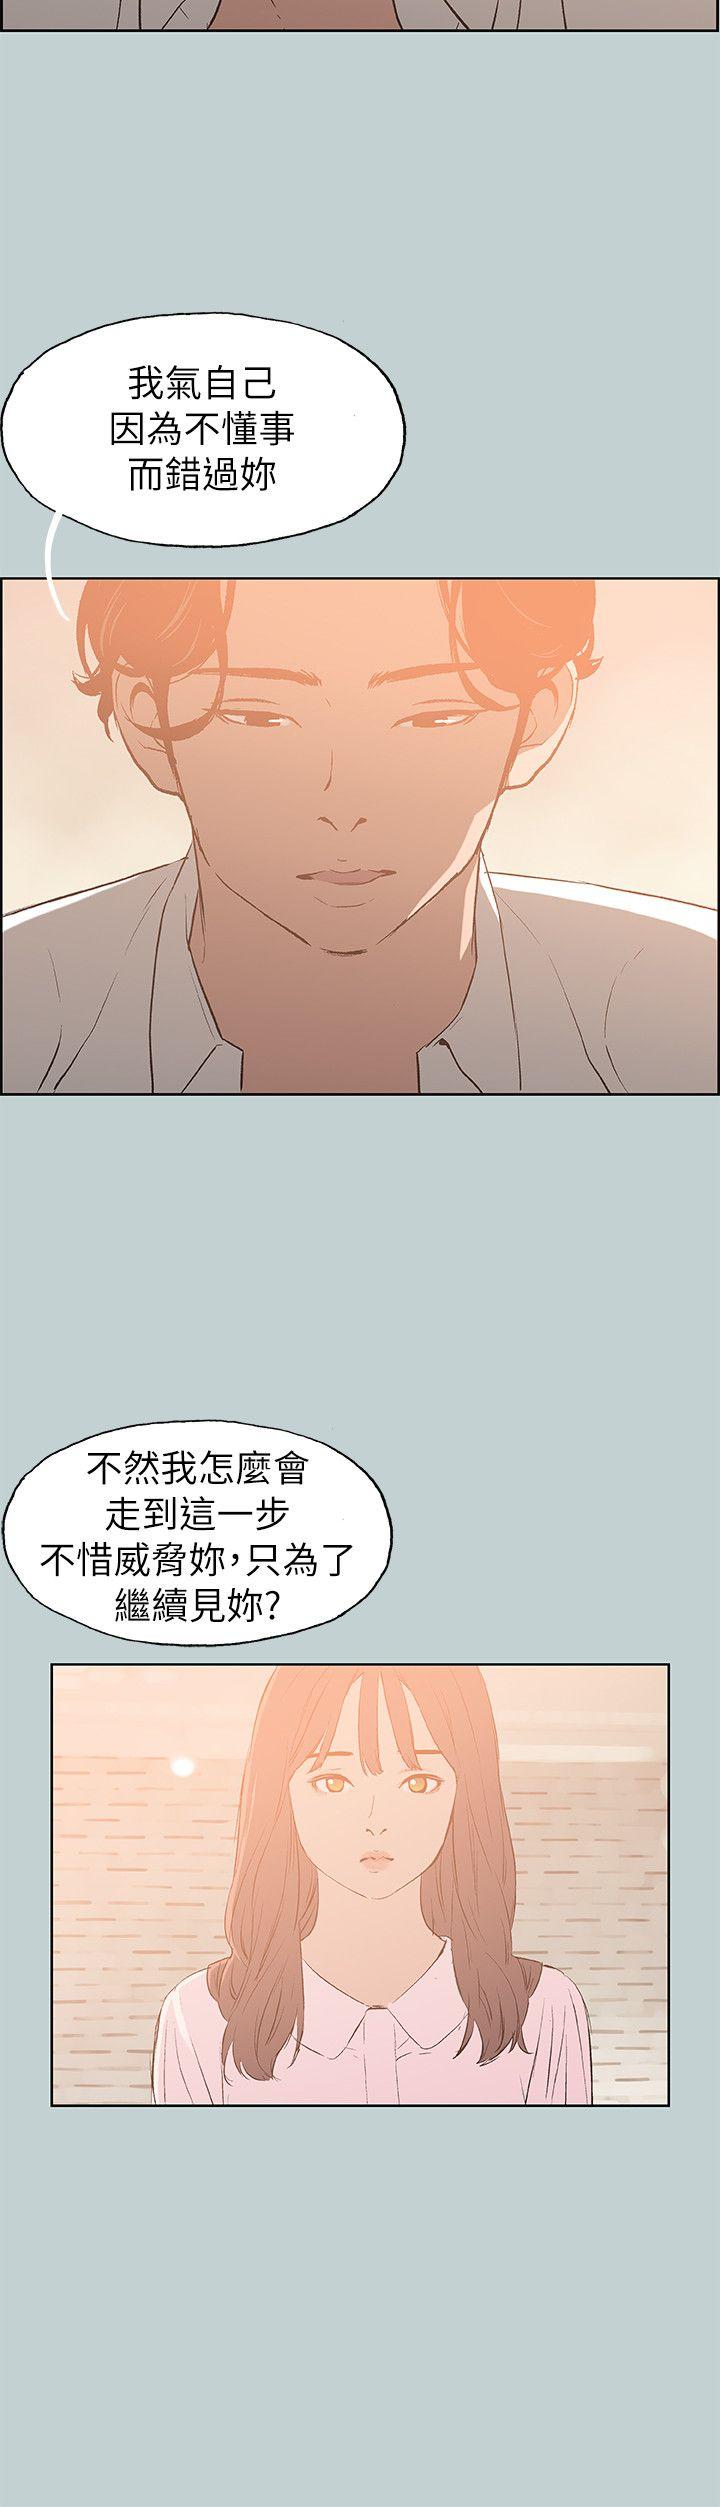 我氣自己
因為不懂事
而錯過妳
不然我怎麼會
走到這一步
不惜威脅妳，只為了
繼續見妳?